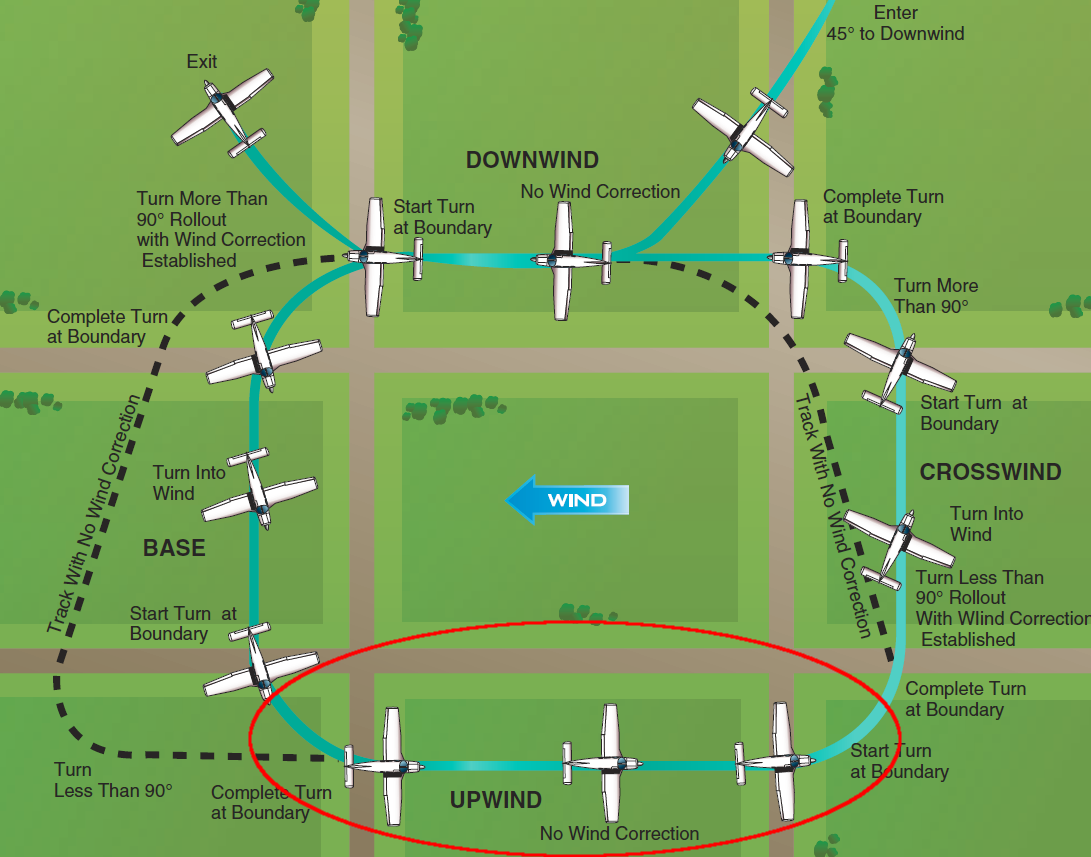 Enter
45° to Downwind
Exit
DOWNWIND
No Wind Correction
Turn More Than
90° Rollout
with Wind Correction
Established
Start Turn
at Boundary
Complete Turn
at Boundary
Turn More
Than 90°
Complete Turn
at Boundary
Track With No Wind Correction
Track With No Wind Correction
Start Turn at
Boundary
CROSSWIND
Turn Into
Wind
WIND
Turn Into
Wind
BASE
Turn Less Than
90° Rollout
With WIind Correction
Established
Start Turn at
Boundary
Complete Turn
at Boundary
Start Turn
at Boundary
Turn
Less Than 90°
Complete Turn
at Boundary
UPWIND
No Wind Correction